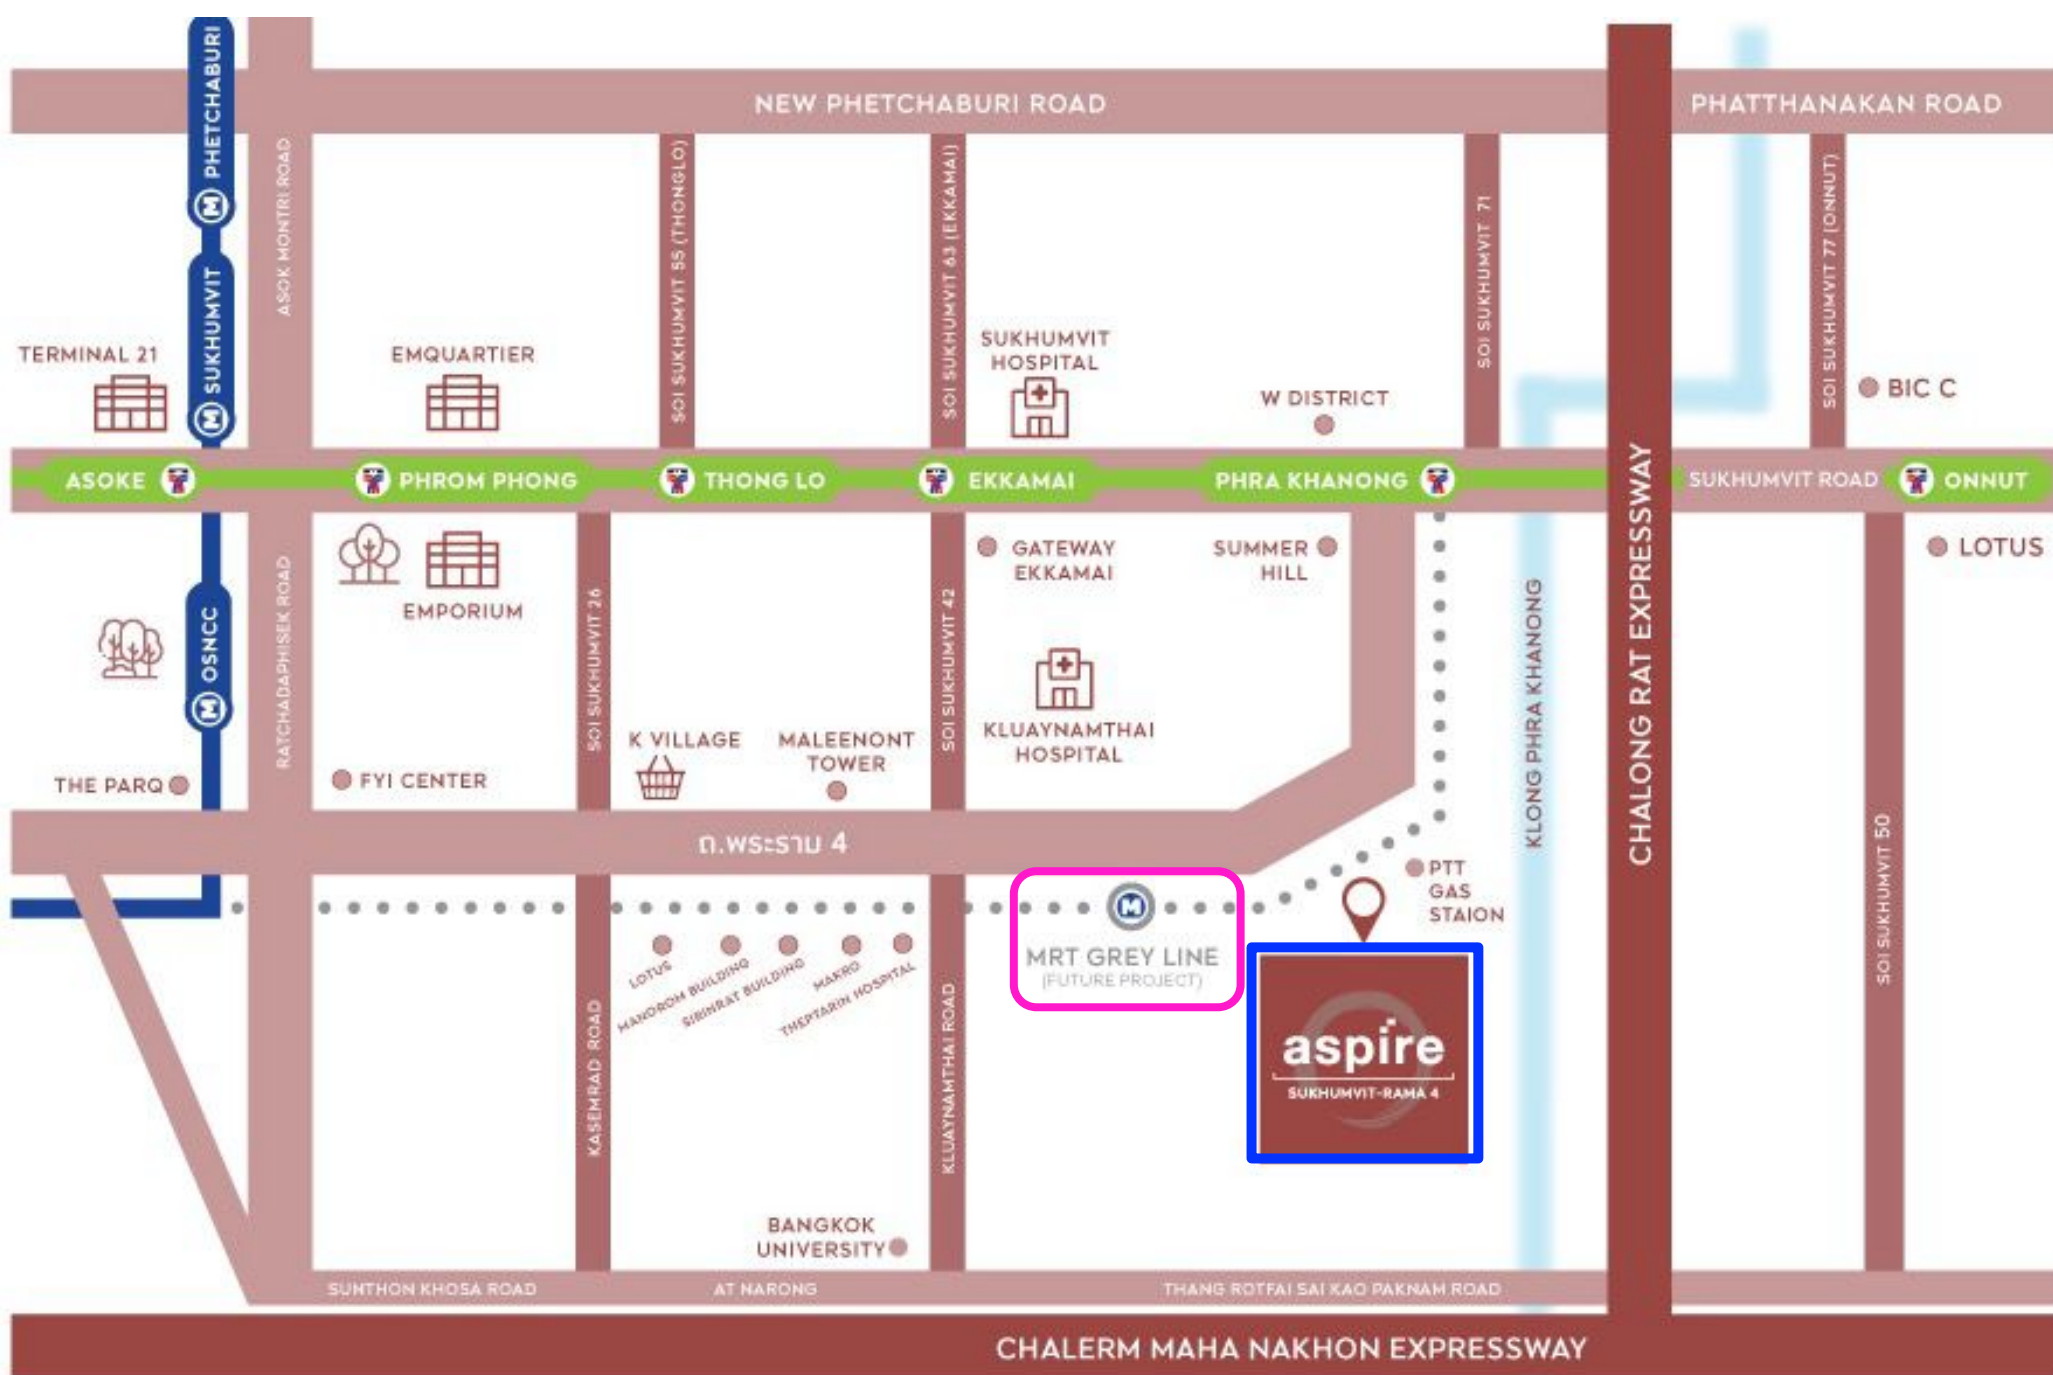 PHETCHABURI
NEW PHETCHABURI ROAD
PHATTHANAKAN ROAD
ASOK MONTRI ROAD
SOI SUKHUMVIT 55 (THONGLO)
SOI SUKHUMVIT 63 (EKKAMAI)
SOI SUKHUMVIT 71
SOI SUKHUMVIT 77 (ONNUT)
SUKHUMVIT
TERMINAL 21
EMQUARTIER
SUKHUMVIT
HOSPITAL
W DISTRICT
BIC C
ASOKE
PHROM PHONG
THONG LO
EKKAMAI
PHRA KHANONG
SUKHUMVIT ROAD
ONNUT
CHALONG RAT EXPRESSWAY
OSNCC
RATCHADAPHISEK ROAD
EMPORIUM
SOI SUKHUMVIT 26
SOI SUKHUMVIT 42
GATEWAY
EKKAMAI
SUMMER
HILL
LOTUS
KLONG PHRA KHANONG
KLUAYNAMTHAI
HOSPITAL
K VILLAGE
MALEENONT
TOWER
THE PARQ
FYI CENTER
ถ.พระราม 4
SOI SUKHUMVIT 50
PTT
GAS
STAION
M
MRT GREY LINE
(FUTURE PROJECT)
LOTUS
MANOROM BUILDING
SIRINRAT BUILDING
MAKRO
THEPTARIN HOSPITAL
KASEMRAD ROAD
KLUAYNAMTHAI ROAD
aspire
SUKHUMVIT-RAMA 4
BANGKOK
UNIVERSITY
SUNTHON KHOSA ROAD
AT NARONG
THANG ROTFAI SAI KAO PAKNAM ROAD
CHALERM MAHA NAKHON EXPRESSWAY